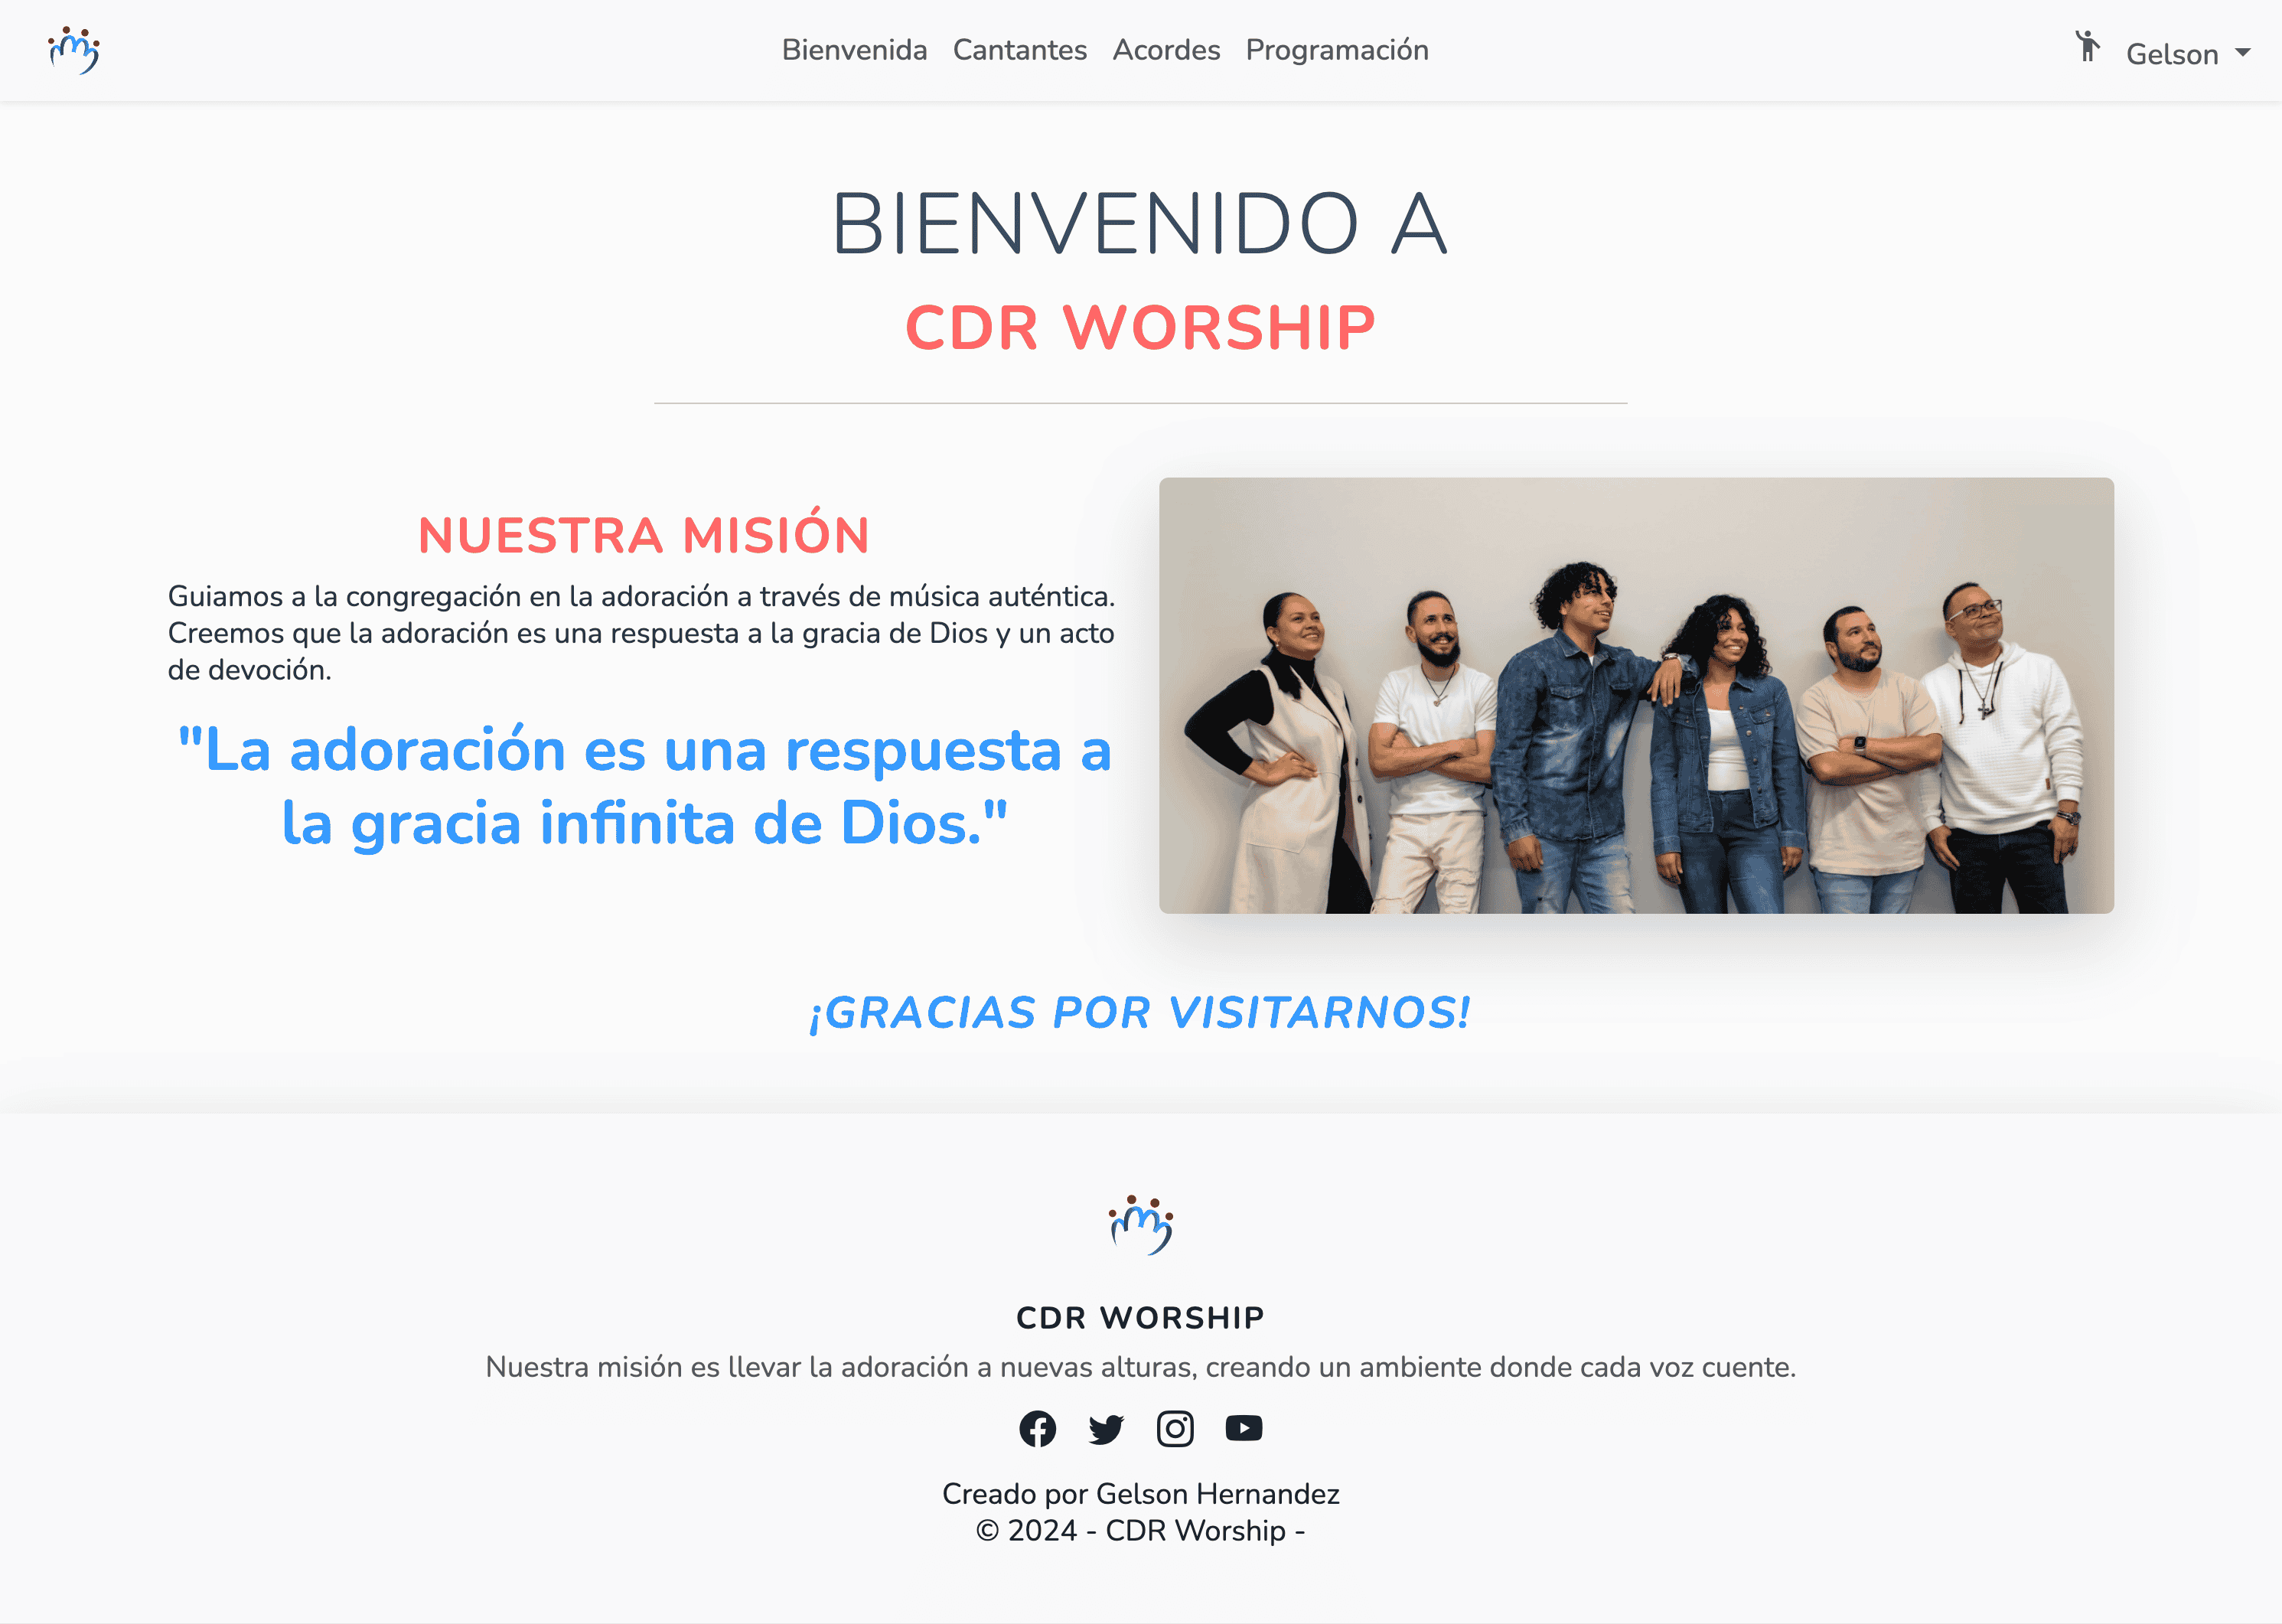 Bienvenida Cantantes Acordes Programación Gelson
BIENVENIDO A
CDR WORSHIP
NUESTRA MISIÓN
Guiamos a la congregación en la adoración a través de música auténtica.
Creemos que la adoración es una respuesta a la gracia de Dios y un acto
de devoción.
"La adoración es una respuesta a
la gracia infinita de Dios."
¡GRACIAS POR VISITARNOS!
CDR WORSHIP
Nuestra misión es llevar la adoración a nuevas alturas, creando un ambiente donde cada voz cuente.
Creado por Gelson Hernandez
© 2024 - CDR Worship -